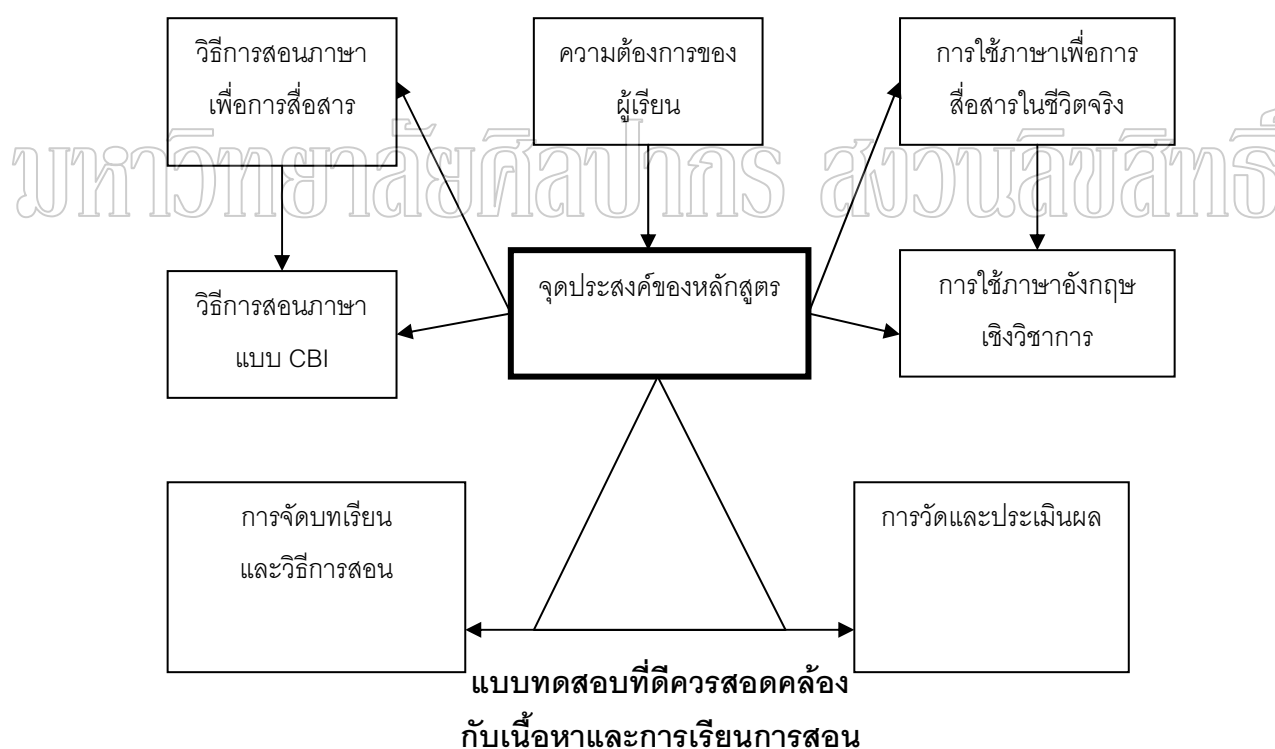 วิธีการสอนภาษา
เพื่อการสื่อสาร
ความต้องการของ
ผู้เรียน
การใช้ภาษาเพื่อการ
สื่อสารในชีวิตจริง
มหาวิทยาลัยศิลปากร สงวนลิขสิทธิ์
วิธีการสอนภาษา
แบบ CBI
จุดประสงค์ของหลักสูตร
การใช้ภาษาอังกฤษ
เชิงวิชาการ
การจัดบทเรียน
และวิธีการสอน
การวัดและประเมินผล
แบบทดสอบที่ดีควรสอดคล้อง
กับเนื้อหาและการเรียนการสอน